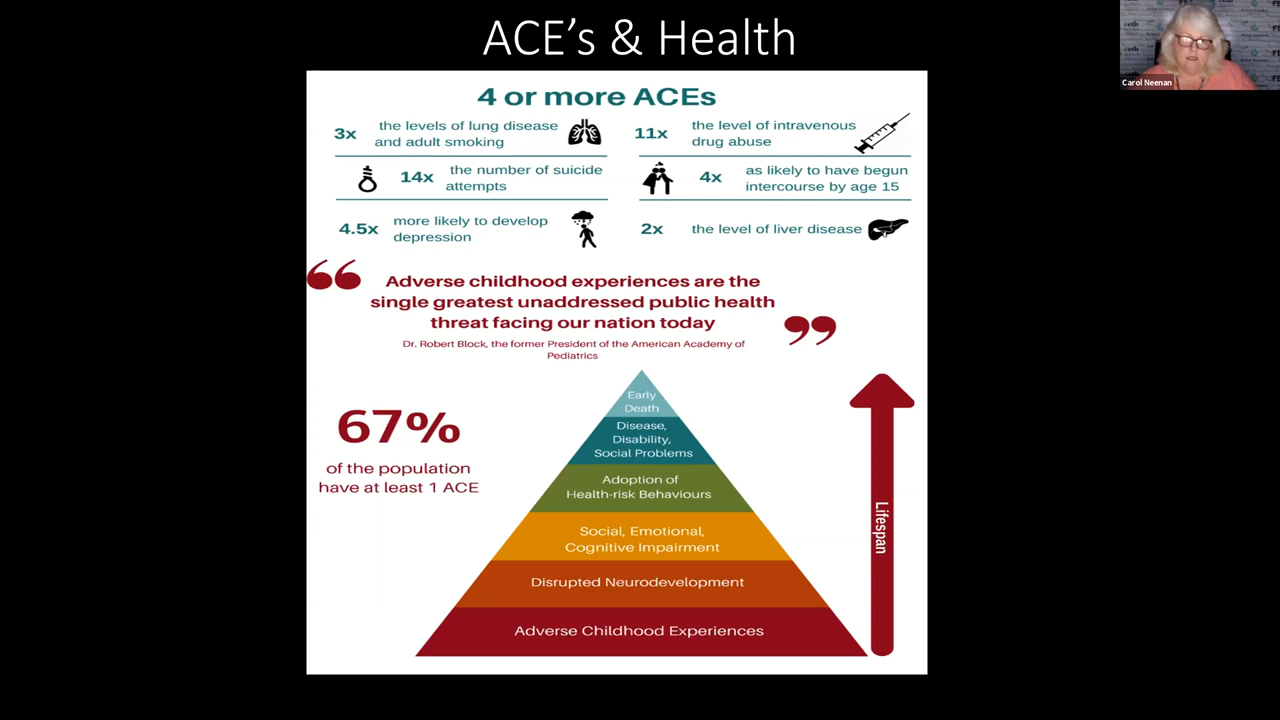 ACE's & Health
Carol Neenan
4 or more ACEs
3x
the levels of lung disease
and adult smoking
11x
the level of intravenous
drug abuse
14x
the number of suicide
attempts
4x
as likely to have begun
intercourse by age 15
4.5x
more likely to develop
depression
2x
the level of liver disease
“ Adverse childhood experiences are the
single greatest unaddressed public health
threat facing our nation today ”
Dr. Robert Block, the former President of the American Academy of
Pediatrics
67%
of the population
have at least 1 ACE
Early
Death
Disease,
Disability,
Social Problems
Adoption of
Health-risk Behaviours
Social, Emotional,
Cognitive Impairment
Disrupted Neurodevelopment
Adverse Childhood Experiences
Lifespan